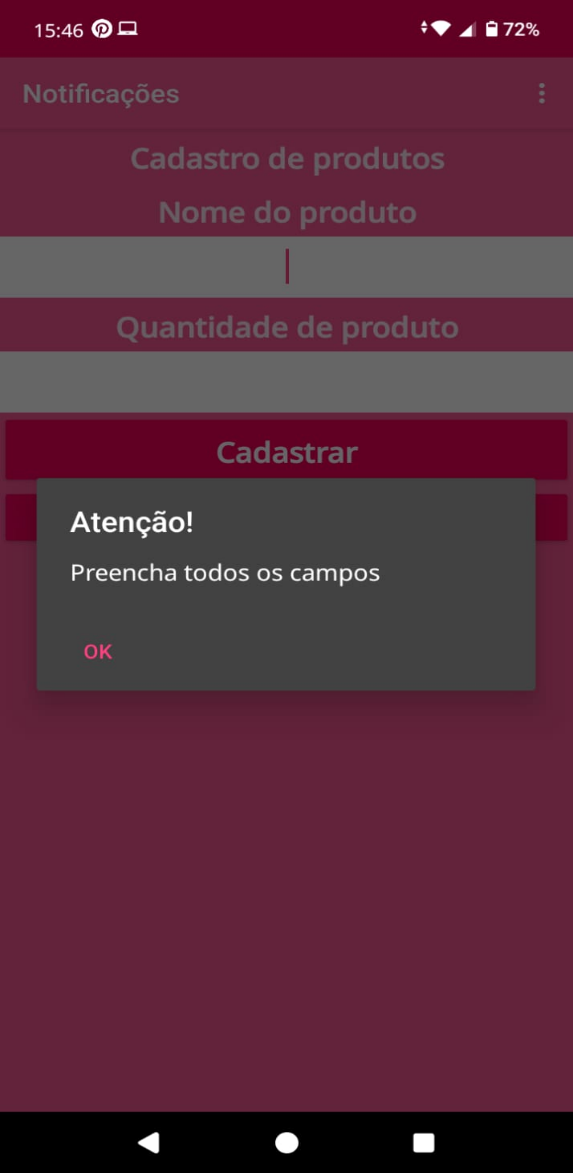 15:46 72%
Notificações
Cadastro de produtos
Nome do produto
Quantidade de produto
Cadastrar
Atenção!
Preencha todos os campos
OK